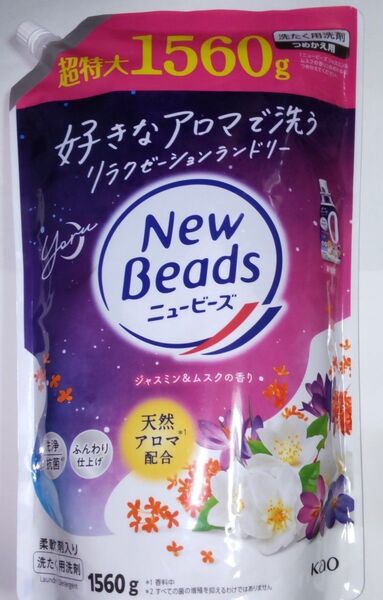 超特大1560g
洗たく用洗剤
つめかえ用
好きなアロマで洗う
リラクゼーションランドリー
New
Beads
ニュービーズ
ジャスミン&ムスクの香り
天然
アロマ※1
配合
洗浄
抗菌※2
ふんわり
仕上げ
柔軟剤入り
洗たく用洗剤
Laundry Detergent
1560g
*1 香料中
*2 すべての菌の増殖を抑えるわけではありません
KAO